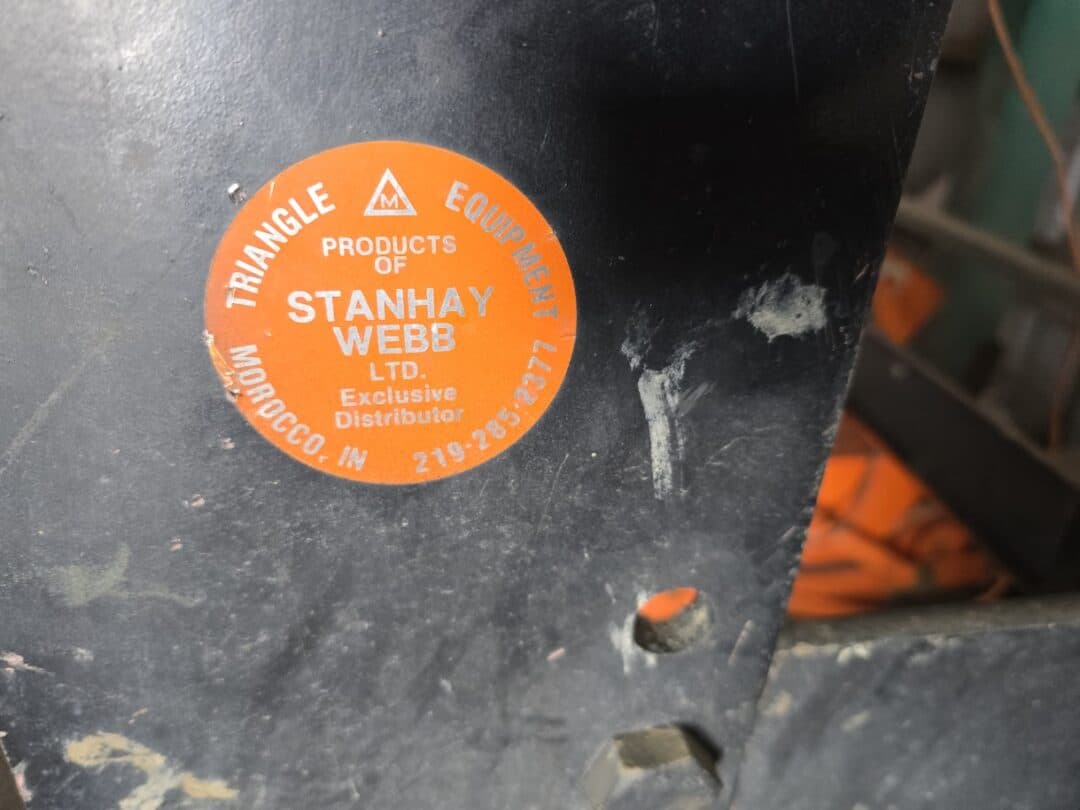 TRIANGLE EQUIPMENT
M
PRODUCTS
OF
STANHAY
WEBB
LTD.
Exclusive
Distributor
MOROCCO, IN 219-285-2377